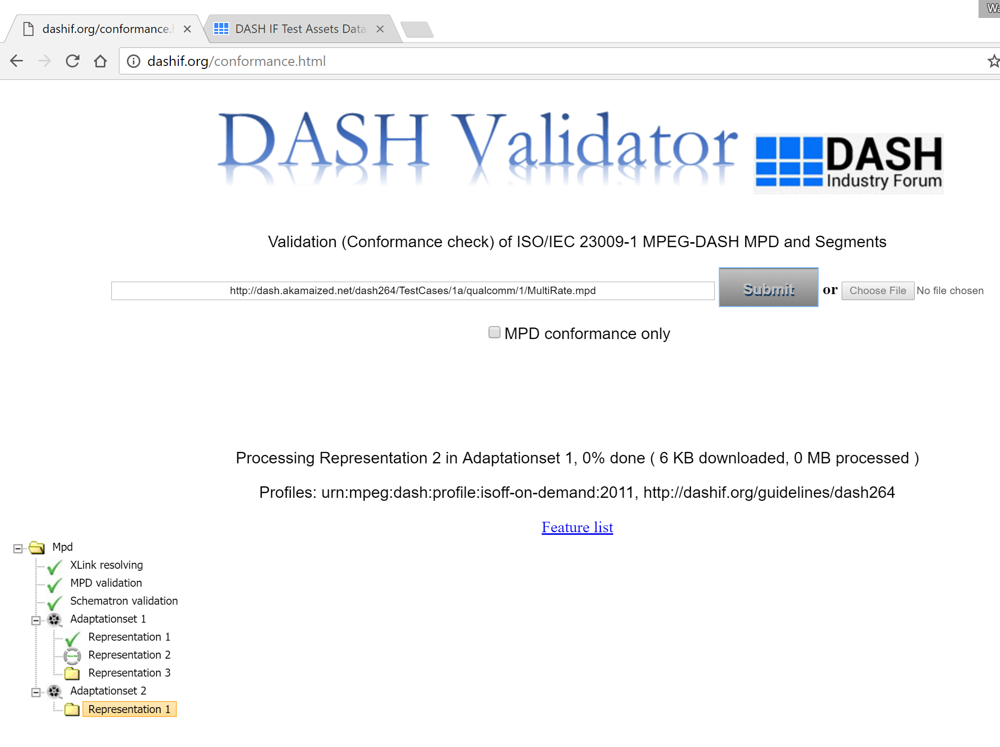 Wa
dashif.org/conformance.
DASH IF Test Assets Data
dashif.org/conformance.html
DASH Validator
DASH
Industry Forum
Validation (Conformance check) of ISO/IEC 23009-1 MPEG-DASH MPD and Segments
http://dash.akamaized.net/dash264/TestCases/1a/qualcomm/1/MultiRate.mpd Submit or Choose File No file chosen
MPD conformance only
Processing Representation 2 in Adaptationset 1, 0% done ( 6 KB downloaded, 0 MB processed )
Profiles: urn:mpeg:dash:profile:isoff-on-demand:2011, http://dashif.org/guidelines/dash264
Feature list
Mpd
XLink resolving
MPD validation
Schematron validation
Adaptationset 1
Representation 1
Representation 2
Representation 3
Adaptationset 2
Representation 1